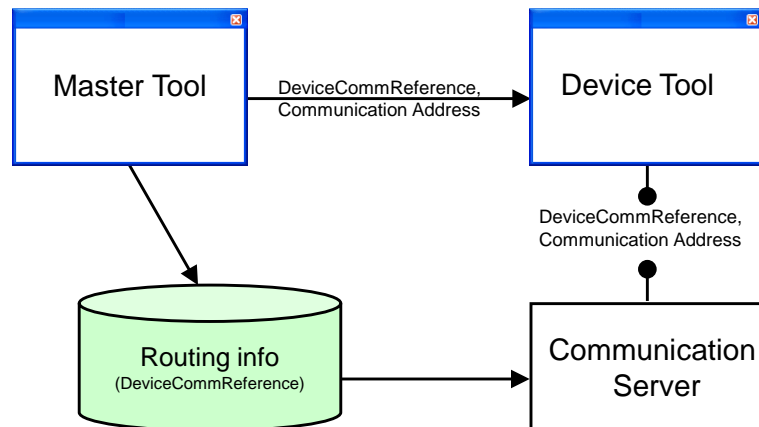 Master Tool
DeviceCommReference,
Communication Address
Device Tool
DeviceCommReference,
Communication Address
Routing info
(DeviceCommReference)
Communication
Server